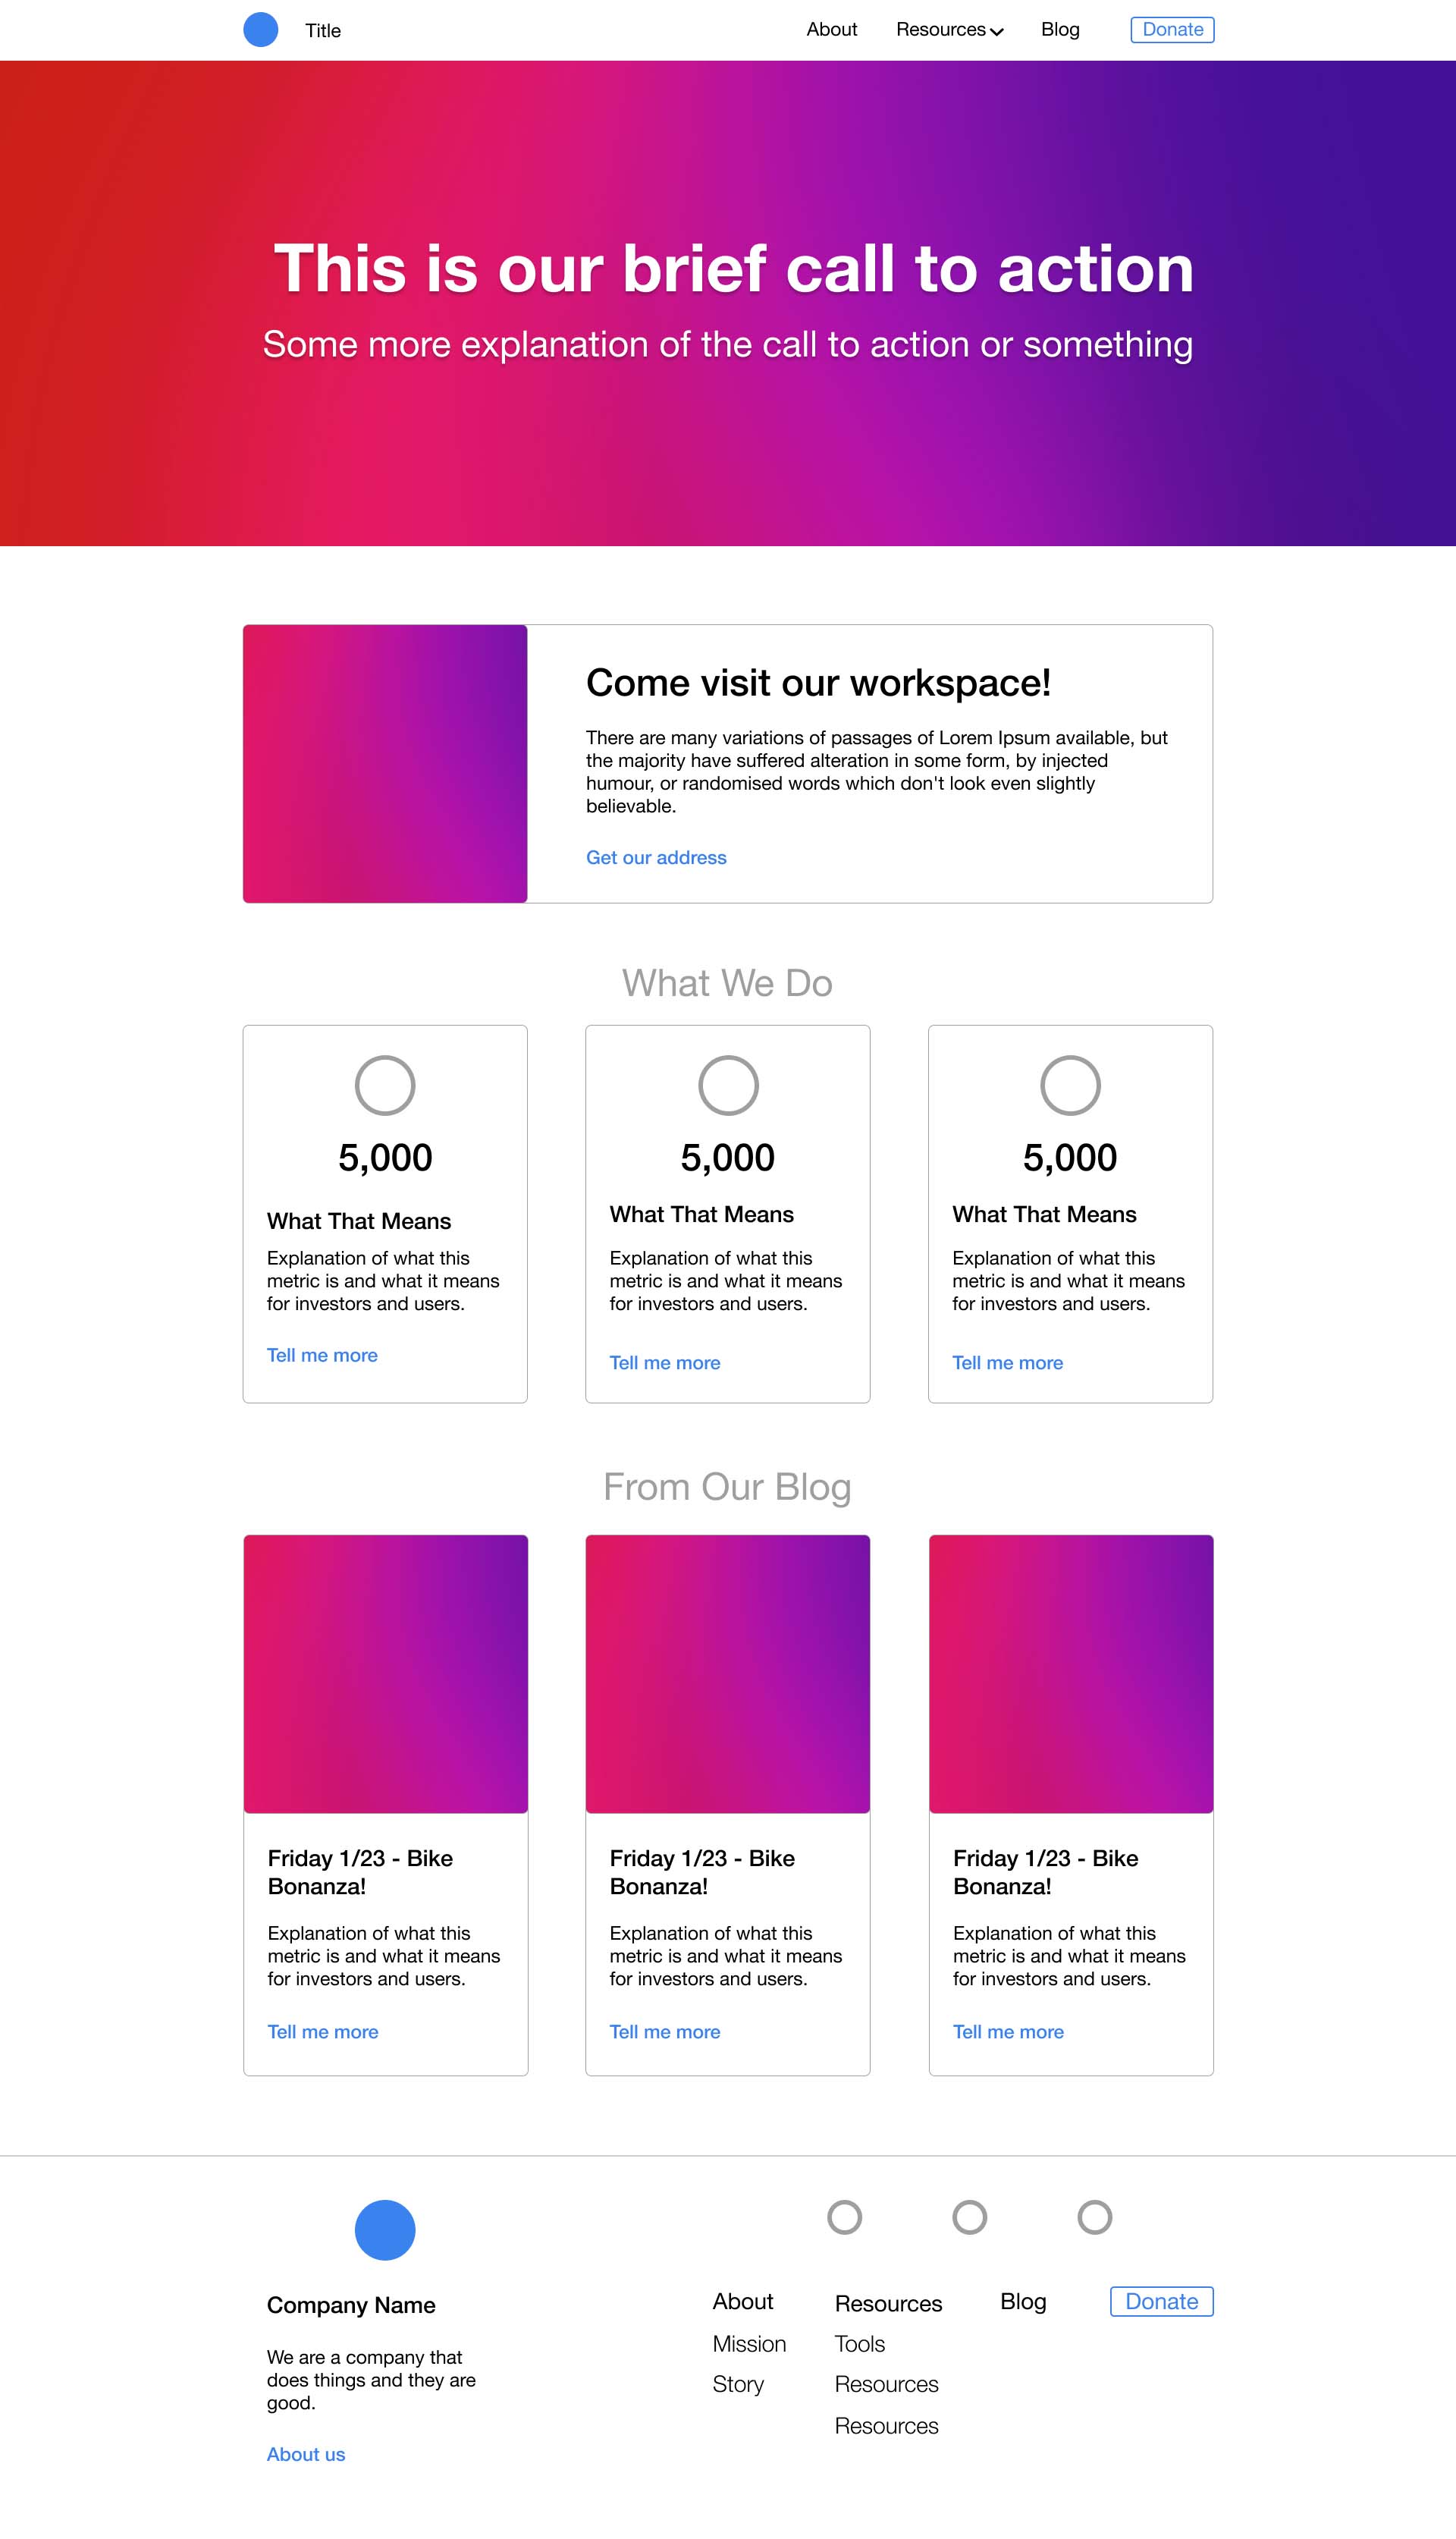 Title
About
Resources
Blog
Donate
This is our brief call to action
Some more explanation of the call to action or something
Come visit our workspace!
There are many variations of passages of Lorem Ipsum available, but
the majority have suffered alteration in some form, by injected
humour, or randomised words which don't look even slightly
believable.
Get our address
What We Do
5,000
What That Means
Explanation of what this
metric is and what it means
for investors and users.
Tell me more
5,000
What That Means
Explanation of what this
metric is and what it means
for investors and users.
Tell me more
5,000
What That Means
Explanation of what this
metric is and what it means
for investors and users.
Tell me more
From Our Blog
Friday 1/23 - Bike
Bonanza!
Explanation of what this
metric is and what it means
for investors and users.
Tell me more
Friday 1/23 - Bike
Bonanza!
Explanation of what this
metric is and what it means
for investors and users.
Tell me more
Friday 1/23 - Bike
Bonanza!
Explanation of what this
metric is and what it means
for investors and users.
Tell me more
Company Name
We are a company that
does things and they are
good.
About us
About
Mission
Story
Resources
Tools
Resources
Resources
Blog
Donate